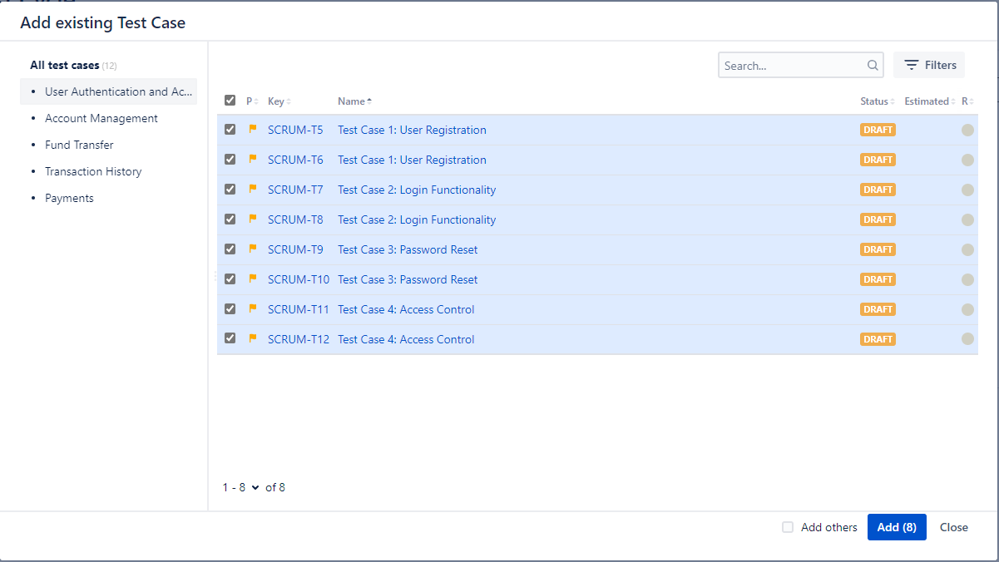 Add existing Test Case
All test cases (12)
• User Authentication and Ac...
• Account Management
• Fund Transfer
• Transaction History
• Payments
Search...
Filters
P Key Name Status Estimated R
SCRUM-T5 Test Case 1: User Registration DRAFT
SCRUM-T6 Test Case 1: User Registration DRAFT
SCRUM-T7 Test Case 2: Login Functionality DRAFT
SCRUM-T8 Test Case 2: Login Functionality DRAFT
SCRUM-T9 Test Case 3: Password Reset DRAFT
SCRUM-T10 Test Case 3: Password Reset DRAFT
SCRUM-T11 Test Case 4: Access Control DRAFT
SCRUM-T12 Test Case 4: Access Control DRAFT
1 - 8 of 8
Add others Add (8) Close